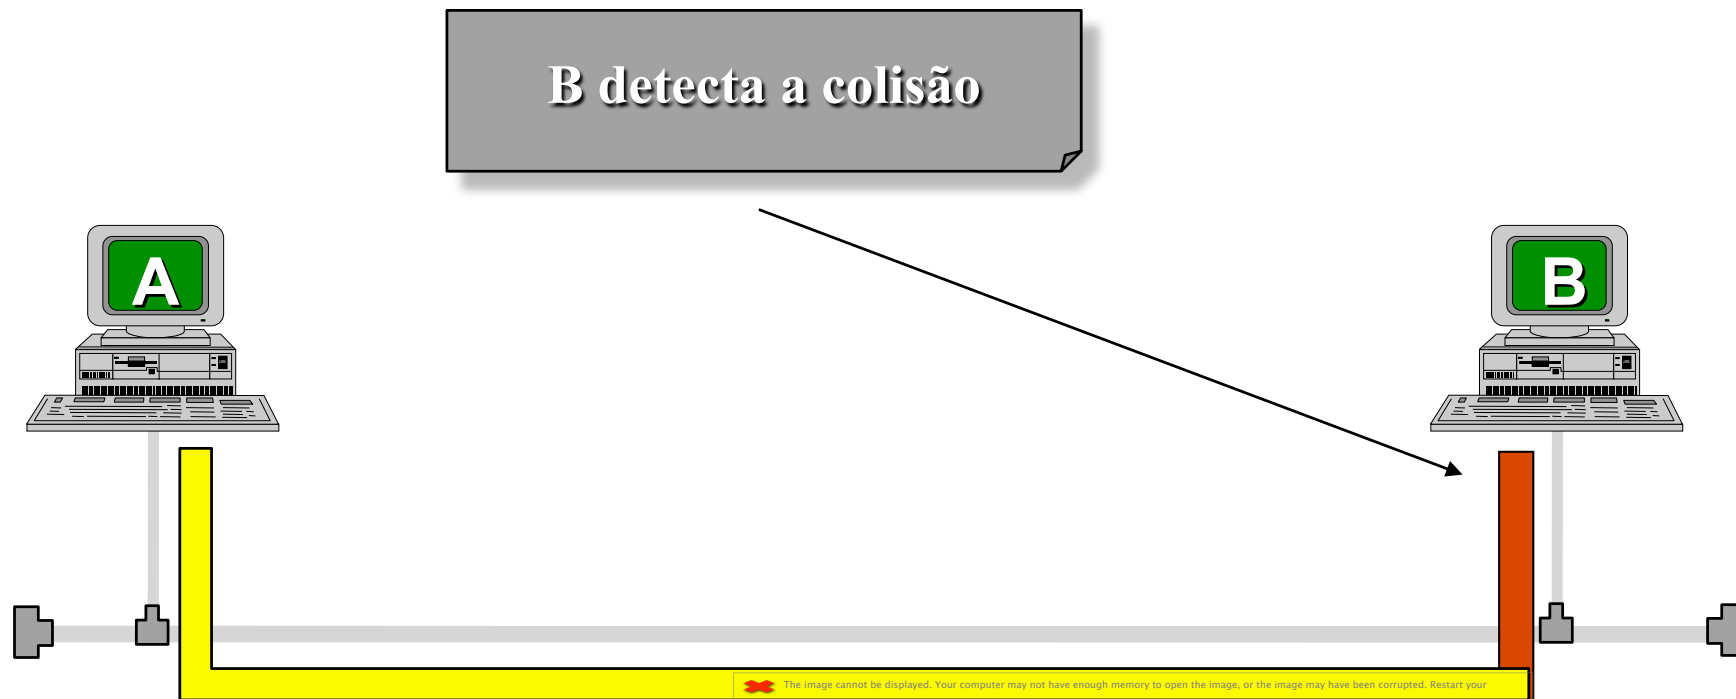 B detecta a colisão
A
B
The image cannot be displayed. Your computer may not have enough memory to open the image, or the image may have been corrupted. Restart your